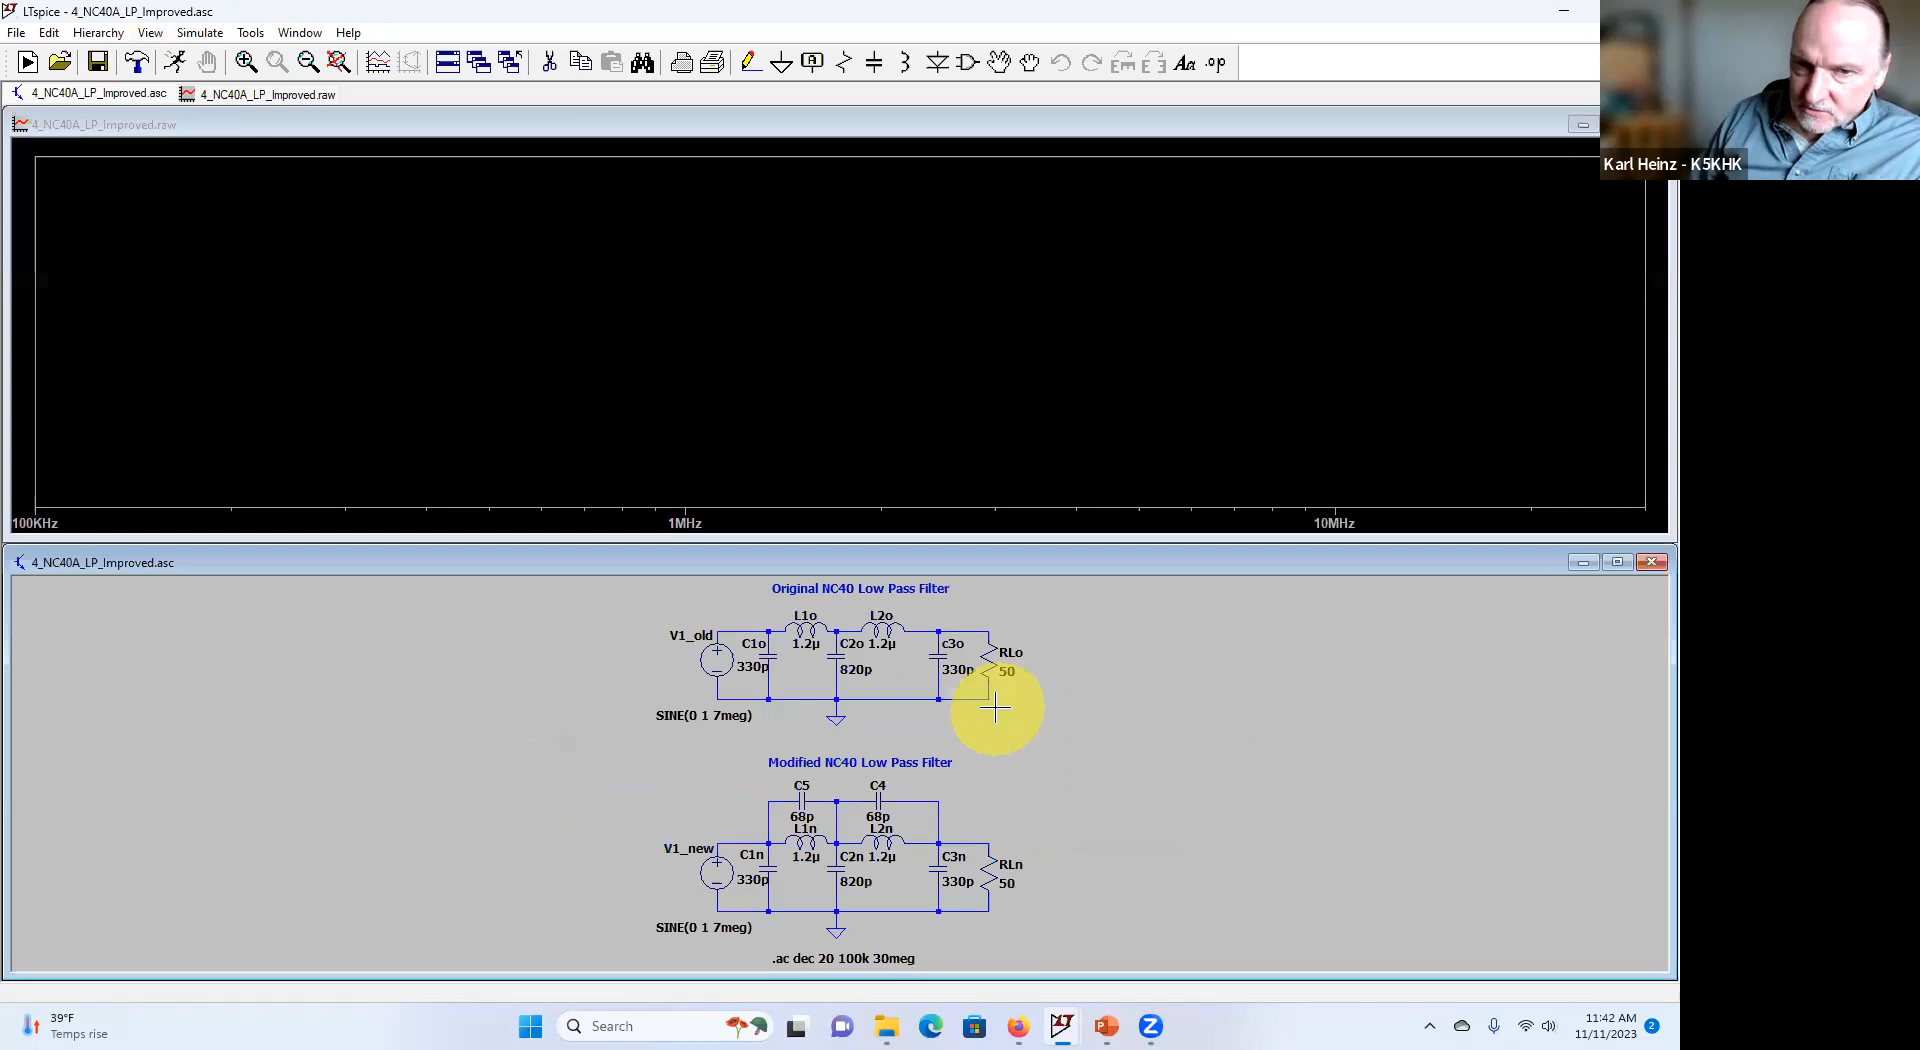 LTspice - 4_NC40A_LP_Improved.asc
File Edit Hierarchy View Simulate Tools Window Help
4_NC40A_LP_Improved.asc 4_NC40A_LP_Improved.raw
4_NC40A_LP_Improved.raw
Karl Heinz - K5KHK
100KHz 1MHz 10MHz
4_NC40A_LP_Improved.asc
Original NC40 Low Pass Filter
L1o L2o
V1_old C1o 1.2µ C2o 1.2µ c3o RLo
330p 820p 330p 50
SINE(0 1 7meg)
Modified NC40 Low Pass Filter
C5 C4
68p 68p
L1n L2n
V1_new C1n 1.2µ C2n 1.2µ C3n RLn
330p 820p 330p 50
SINE(0 1 7meg)
.ac dec 20 100k 30meg
39°F
Temps rise
Search
11:42 AM
11/11/2023
2